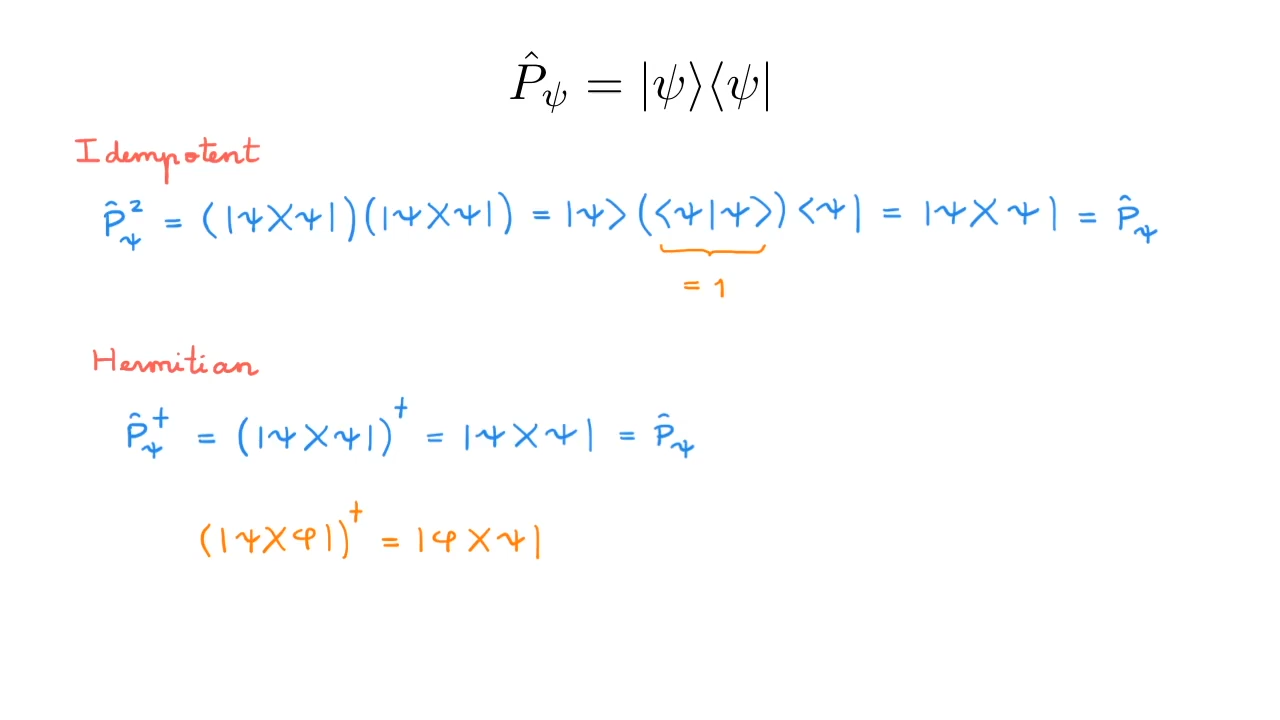 P̂_ψ = |ψ⟩⟨ψ|
Idempotent
P̂_ψ² = (|ψ⟩⟨ψ|)(|ψ⟩⟨ψ|) = |ψ⟩(⟨ψ|ψ⟩)⟨ψ| = |ψ⟩⟨ψ| = P̂_ψ
= 1
Hermitian
P̂_ψ† = (|ψ⟩⟨ψ|)† = |ψ⟩⟨ψ| = P̂_ψ
(|ψ⟩⟨φ|)† = |φ⟩⟨ψ|